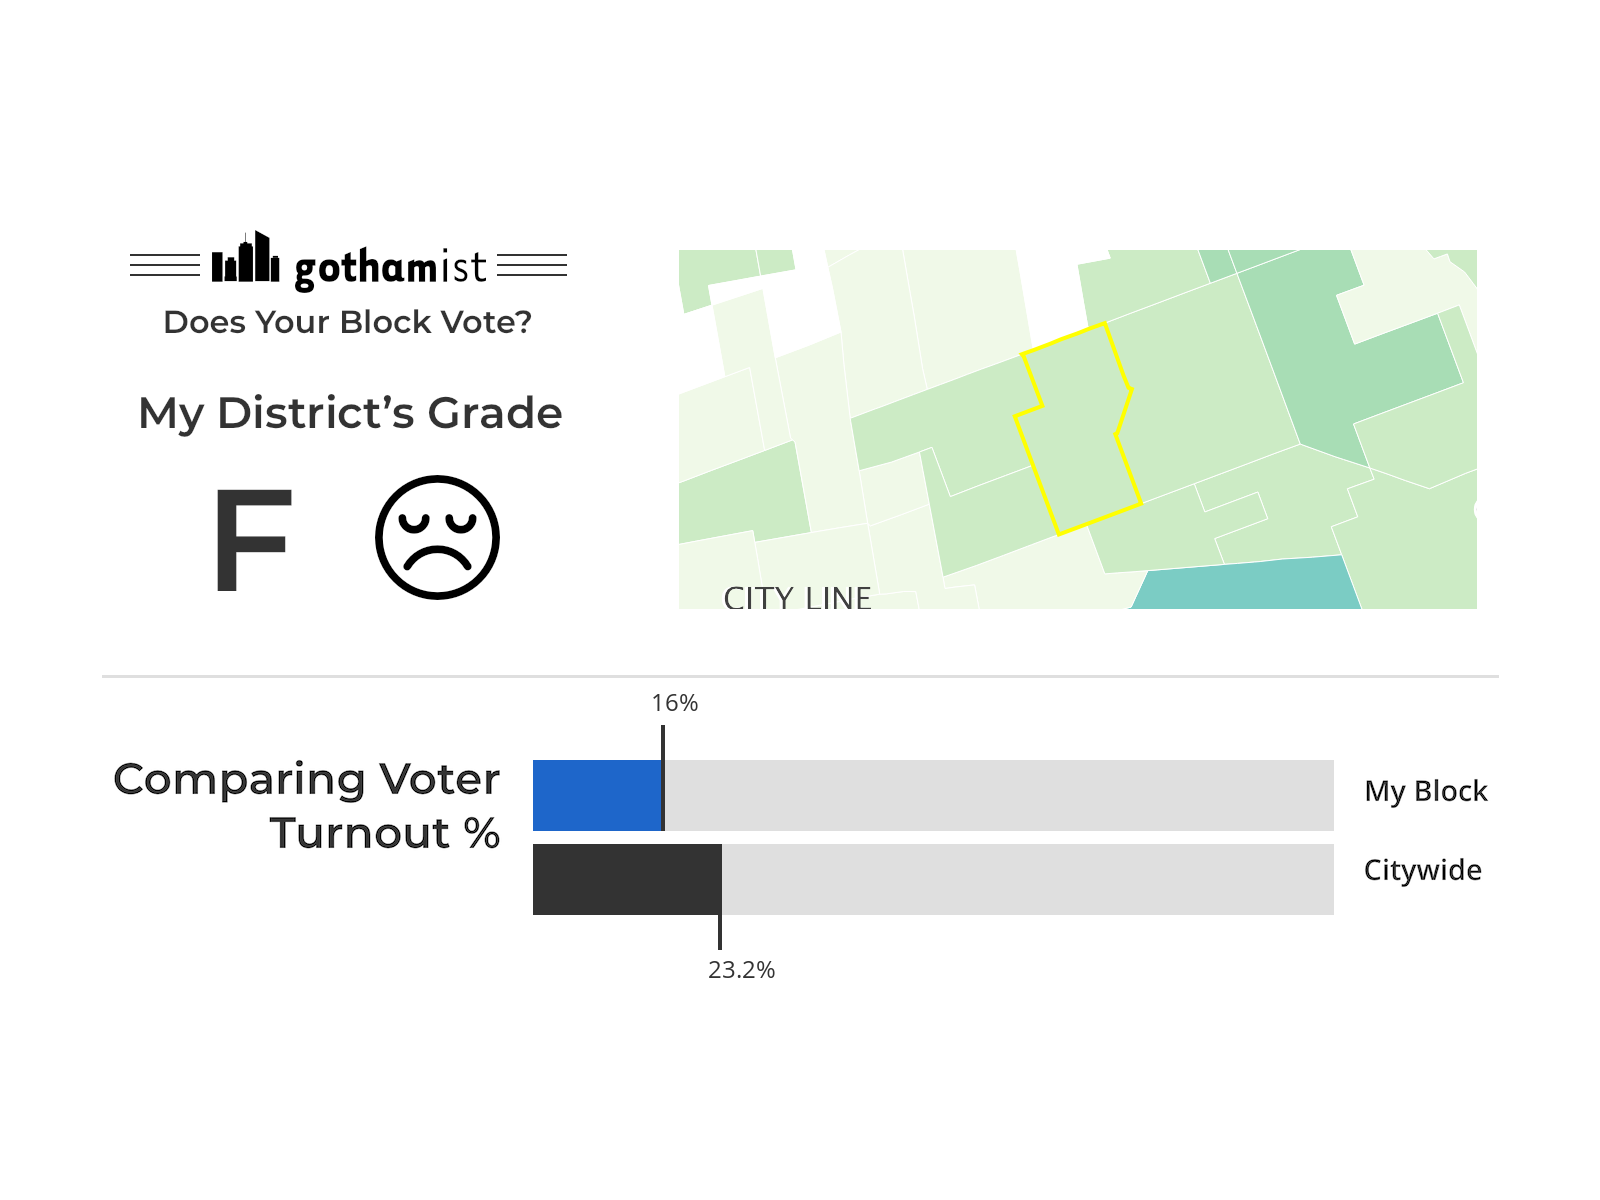 gothamist
Does Your Block Vote?
My District’s Grade
F
CITY LINE
16%
Comparing Voter
Turnout %
My Block
Citywide
23.2%